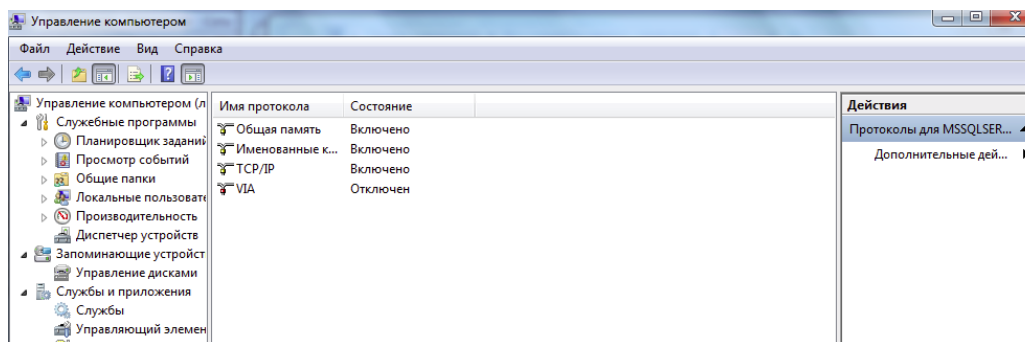 Управление компьютером
Файл Действие Вид Справка
Управление компьютером (л
Служебные программы
Планировщик заданий
Просмотр событий
Общие папки
Локальные пользовате
Производительность
Диспетчер устройств
Запоминающие устройст
Управление дисками
Службы и приложения
Службы
Управляющий элемен
Имя протокола Состояние
Общая память Включено
Именованные к... Включено
TCP/IP Включено
VIA Отключен
Действия
Протоколы для MSSQLSER...
Дополнительные дей...